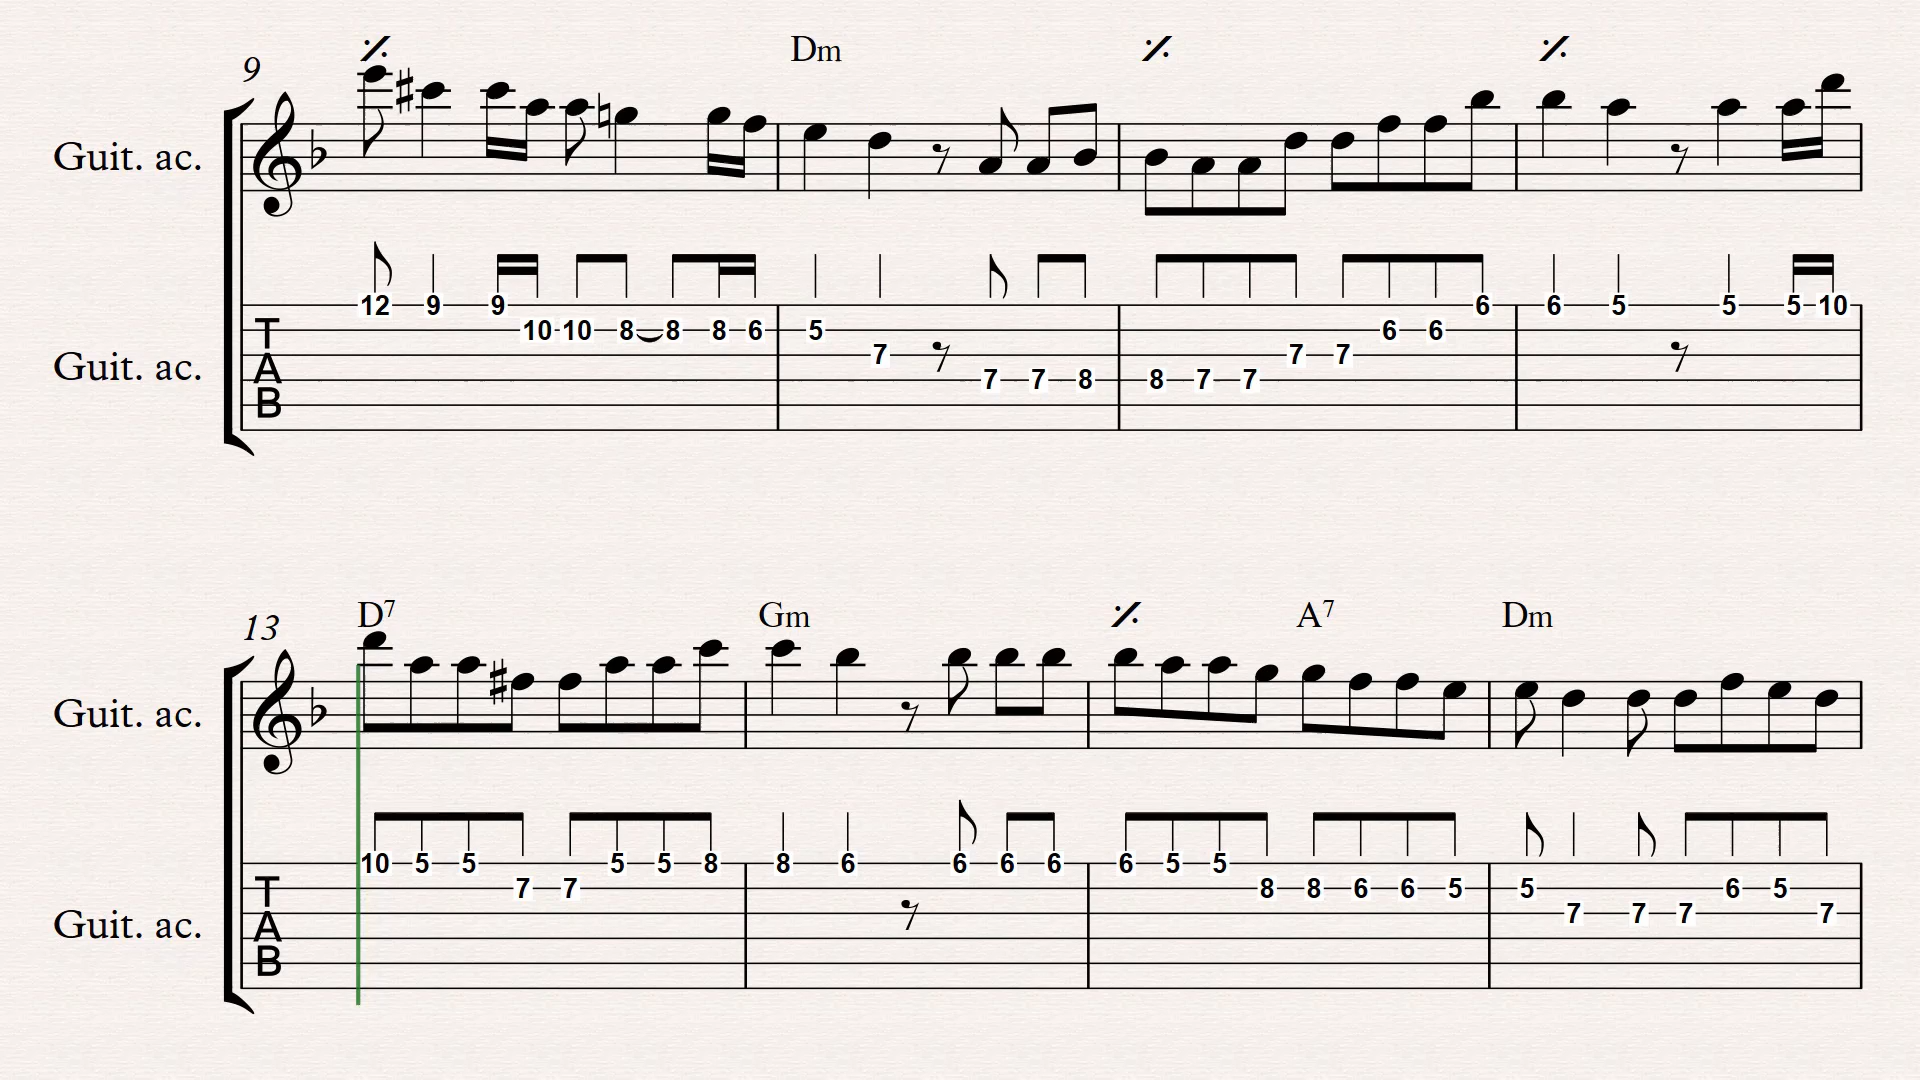 9 Dm
Guit. ac.
12 9 9 10 10 8 8 8 6 5 7 7 7 8 8 7 7 7 7 6 6 6 6 5 5 5 10
Guit. ac.
TAB
13 D7 Gm A7 Dm
Guit. ac.
10 5 5 7 7 5 5 8 8 6 6 6 6 6 5 5 8 8 6 6 5 5 7 7 7 6 5 7
Guit. ac.
TAB